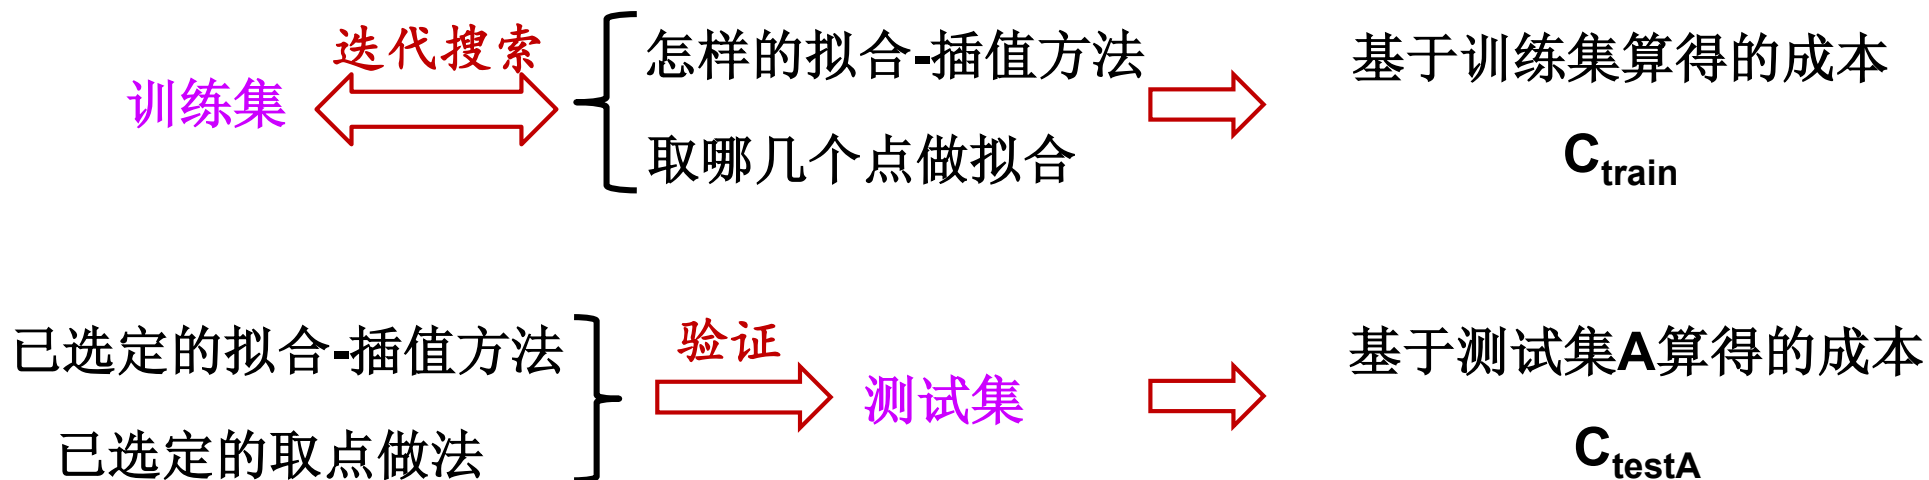 迭代搜索
训练集
怎样的拟合-插值方法
取哪几个点做拟合
基于训练集算得的成本
Ctrain
已选定的拟合-插值方法
已选定的取点做法
验证
测试集
基于测试集A算得的成本
CtestA